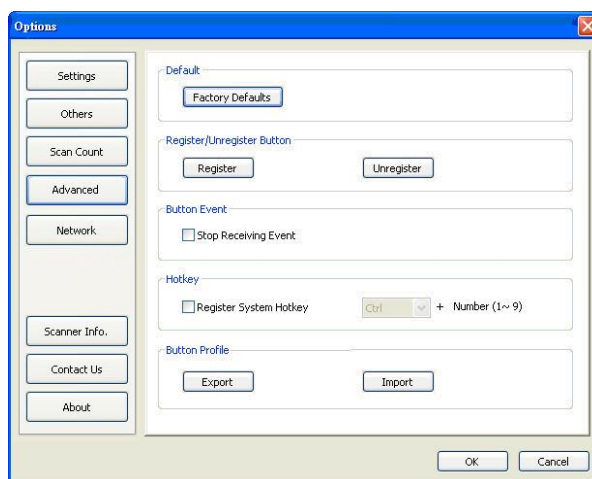 Options
Settings
Others
Scan Count
Advanced
Network
Scanner Info.
Contact Us
About
Default
Factory Defaults
Register/Unregister Button
Register Unregister
Button Event
Stop Receiving Event
Hotkey
Register System Hotkey Ctrl + Number (1~ 9)
Button Profile
Export Import
OK Cancel